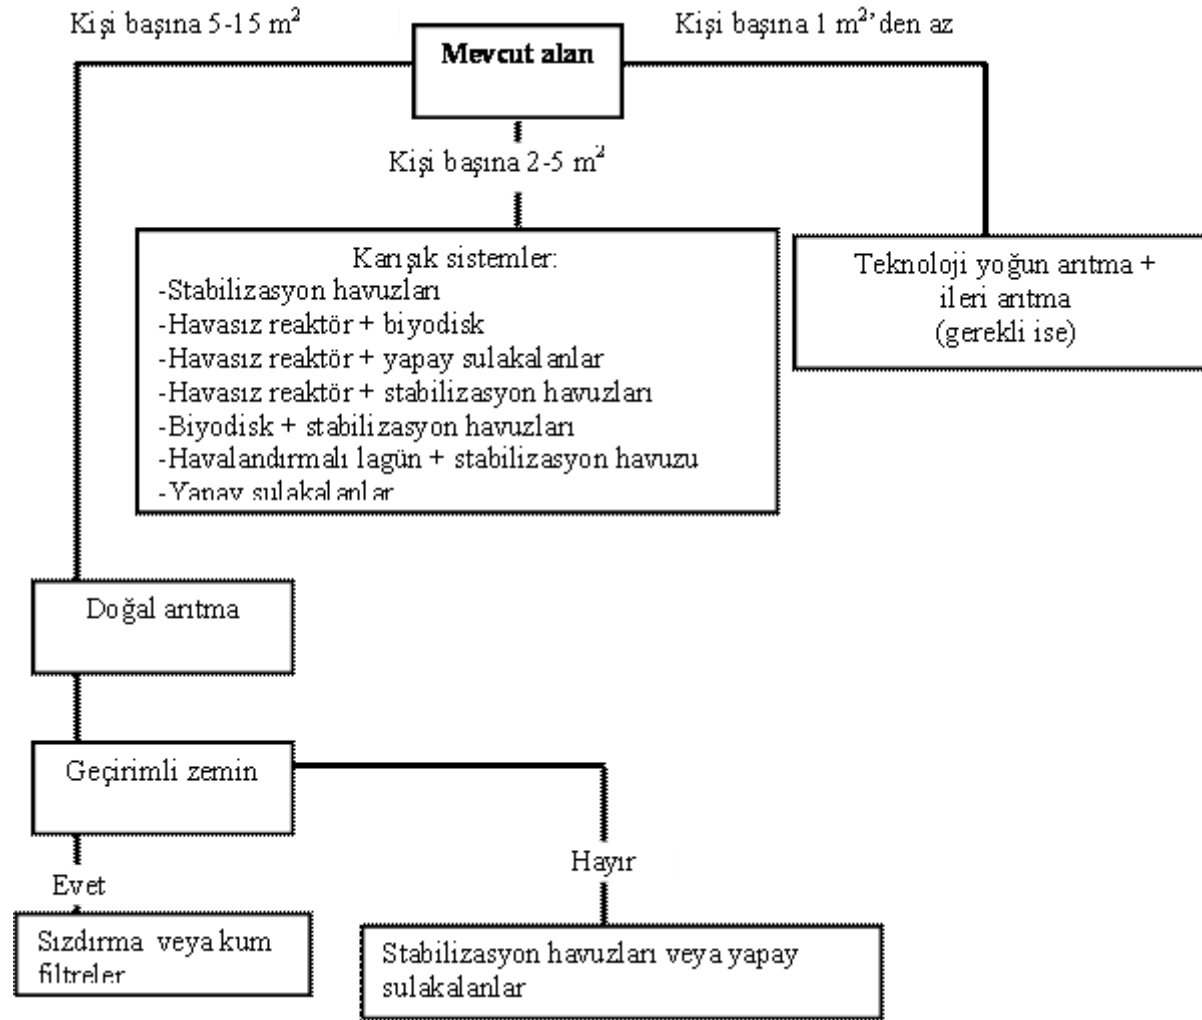 Kişi başına 5-15 m²
Kişi başına 1 m²’den az
Mevcut alan
Kişi başına 2-5 m²
Karışık sistemler:
-Stabilizasyon havuzları
-Havasız reaktör + biyodisk
-Havasız reaktör + yapay sulakalanlar
-Havasız reaktör + stabilizasyon havuzları
-Biyodisk + stabilizasyon havuzları
-Havalandırmalı lagün + stabilizasyon havuzu
-Yapay sulakalanlar
Teknoloji yoğun arıtma +
ileri arıtma
(gerekli ise)
Doğal arıtma
Geçirimli zemin
Evet
Hayır
Sızdırma veya kum
filtreler
Stabilizasyon havuzları veya yapay
sulakalanlar